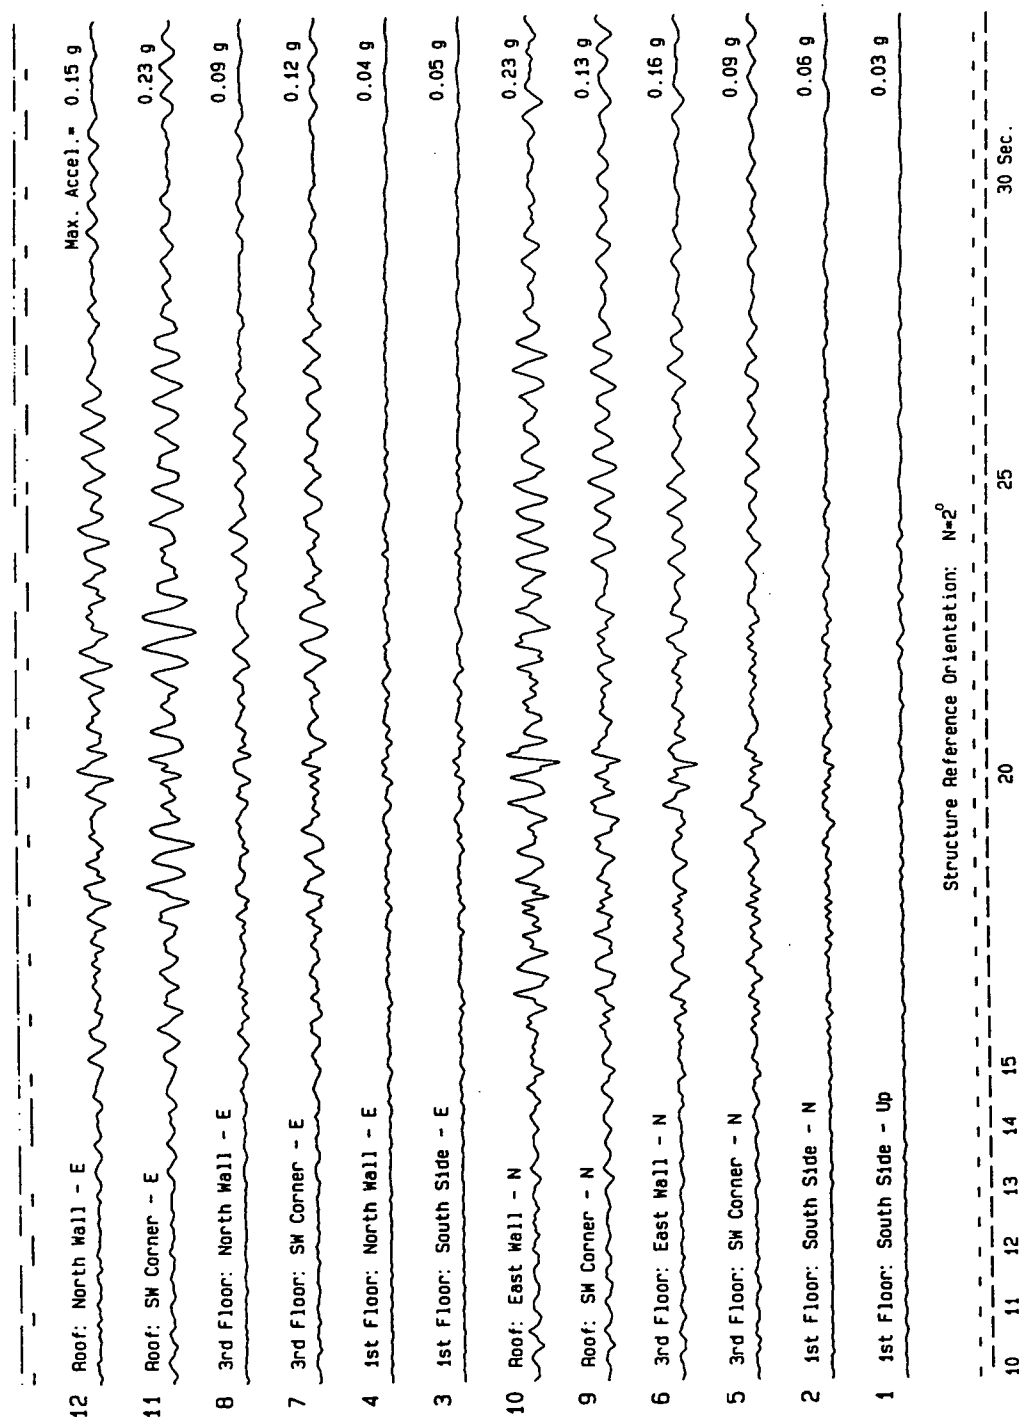 Max. Accel.= 0.15 g
12 Roof: North Wall - E
0.23 g
11 Roof: SW Corner - E
0.09 g
8 3rd Floor: North Wall - E
0.12 g
7 3rd Floor: SW Corner - E
0.04 g
4 1st Floor: North Wall - E
0.05 g
3 1st Floor: South Side - E
0.23 g
10 Roof: East Wall - N
0.13 g
9 Roof: SW Corner - N
0.16 g
6 3rd Floor: East Wall - N
0.09 g
5 3rd Floor: SW Corner - N
0.06 g
2 1st Floor: South Side - N
0.03 g
1 1st Floor: South Side - Up
Structure Reference Orientation: N=2°
10 11 12 13 14 15 20 25 30 Sec.